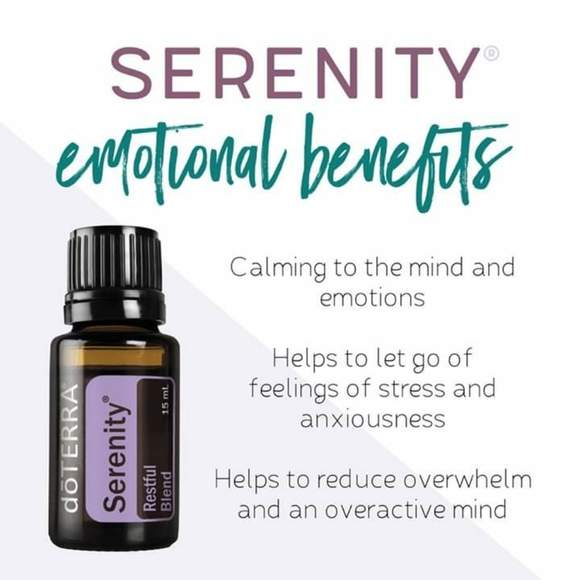 SERENITY®
emotional benefits
Calming to the mind and
emotions
Helps to let go of
feelings of stress and
anxiousness
Helps to reduce overwhelm
and an overactive mind
dōTERRA®
Serenity®
Restful
Blend
15 mL